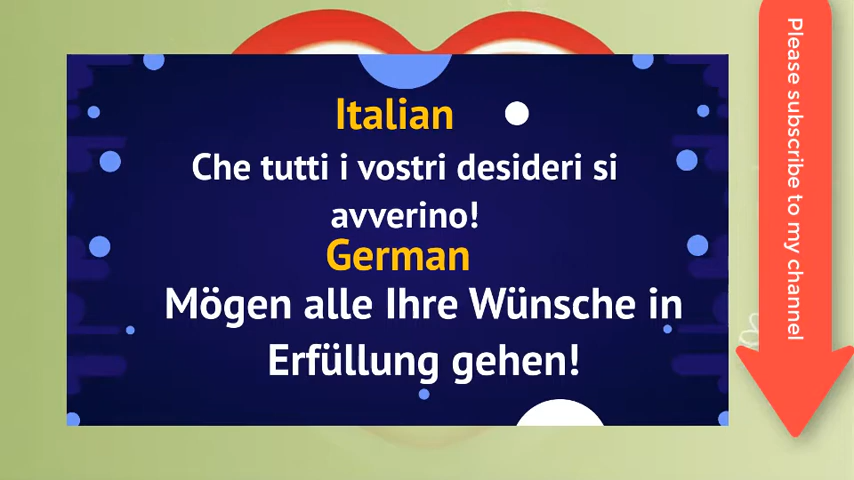 Italian
Che tutti i vostri desideri si
avverino!
German
Mögen alle Ihre Wünsche in
Erfüllung gehen!
Please subscribe to my channel